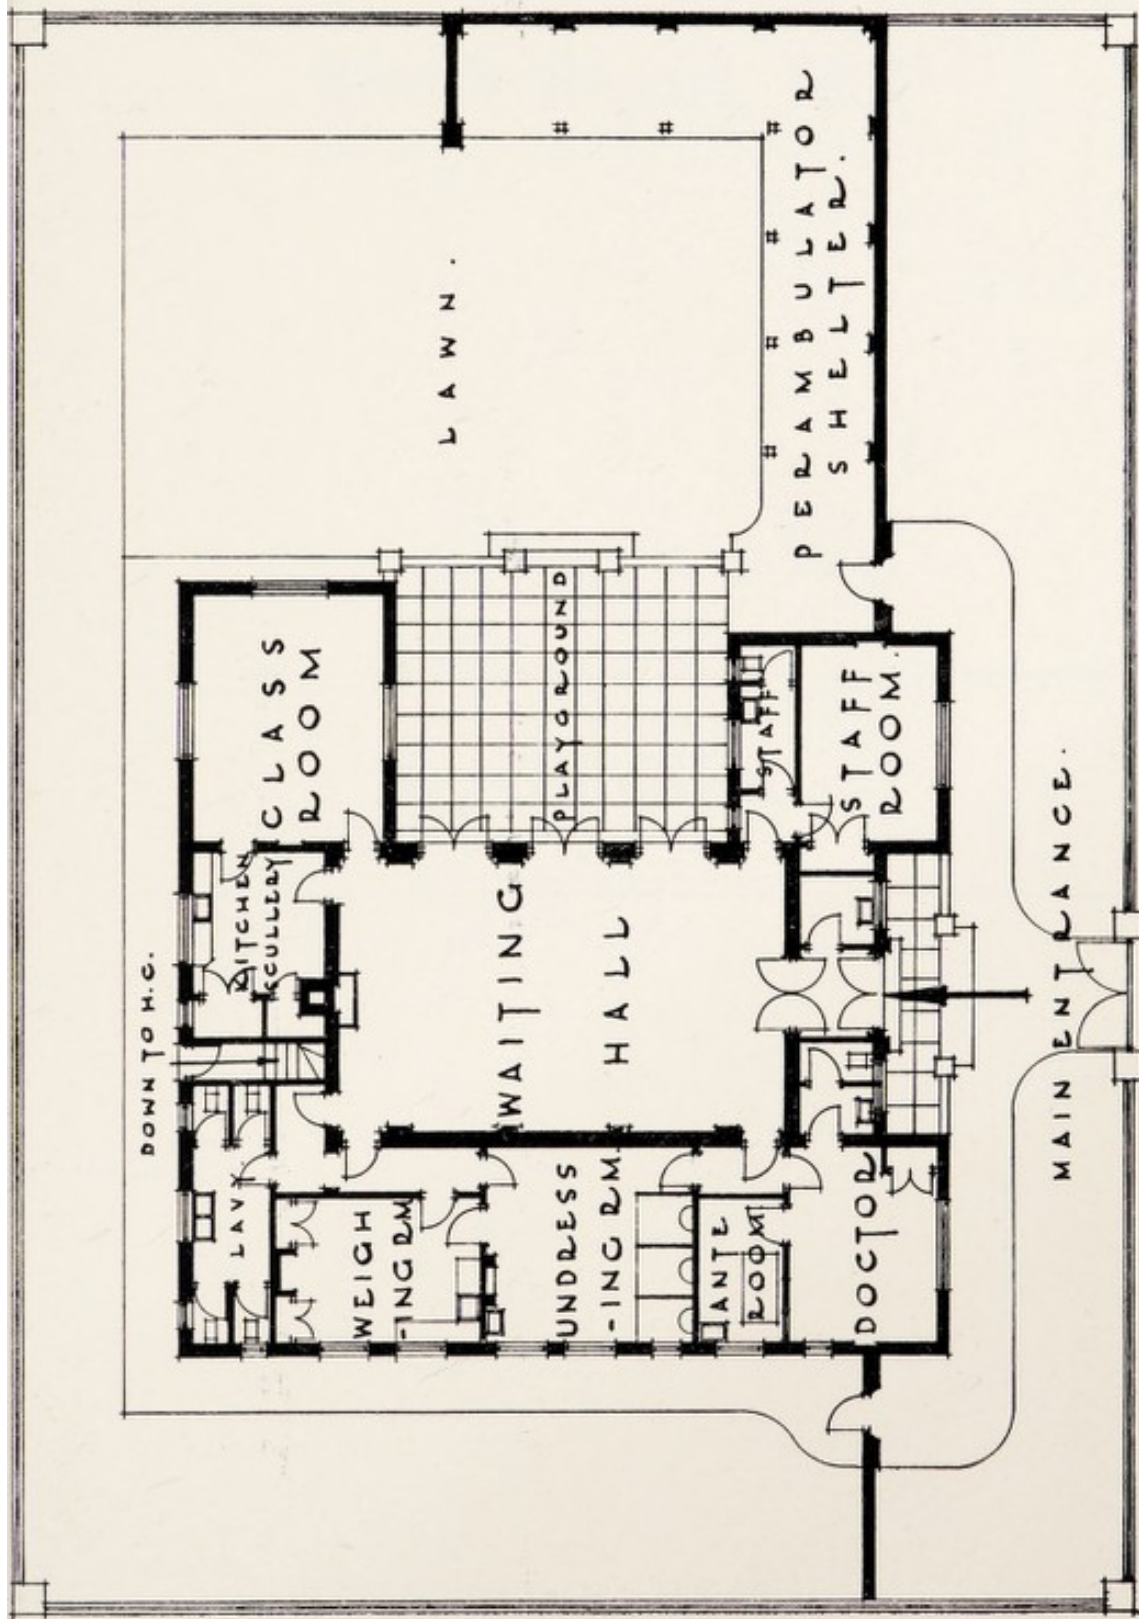 PERAMBULATOR
SHELTER.
LAWN.
CLASS
ROOM
PLAYGROUND
STAFF
STAFF
ROOM.
KITCHEN
SCULLERY
WAITING
HALL
MAIN ENTRANCE.
DOWN TO H.C.
LAVY.
WEIGH
-ING RM
UNDRESS
-ING RM.
ANTE
ROOM
DOCTOR